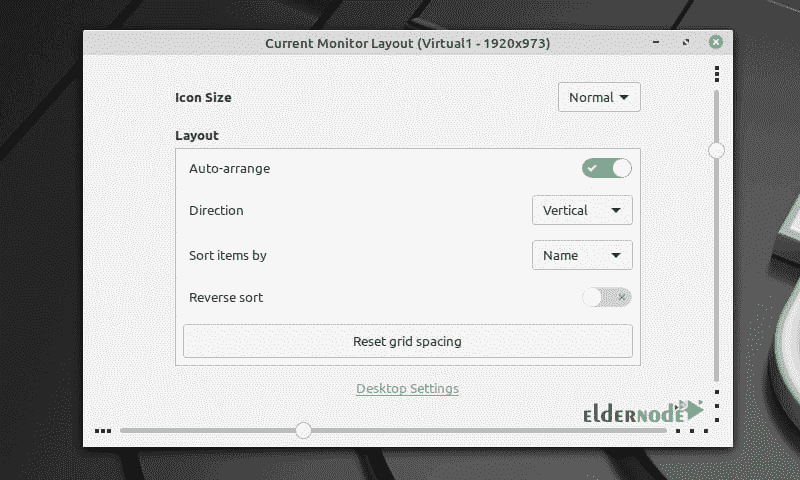 Current Monitor Layout (Virtual1 - 1920x973)
Icon Size
Normal
Layout
Auto-arrange
Direction
Vertical
Sort items by
Name
Reverse sort
Reset grid spacing
Desktop Settings
eldernode